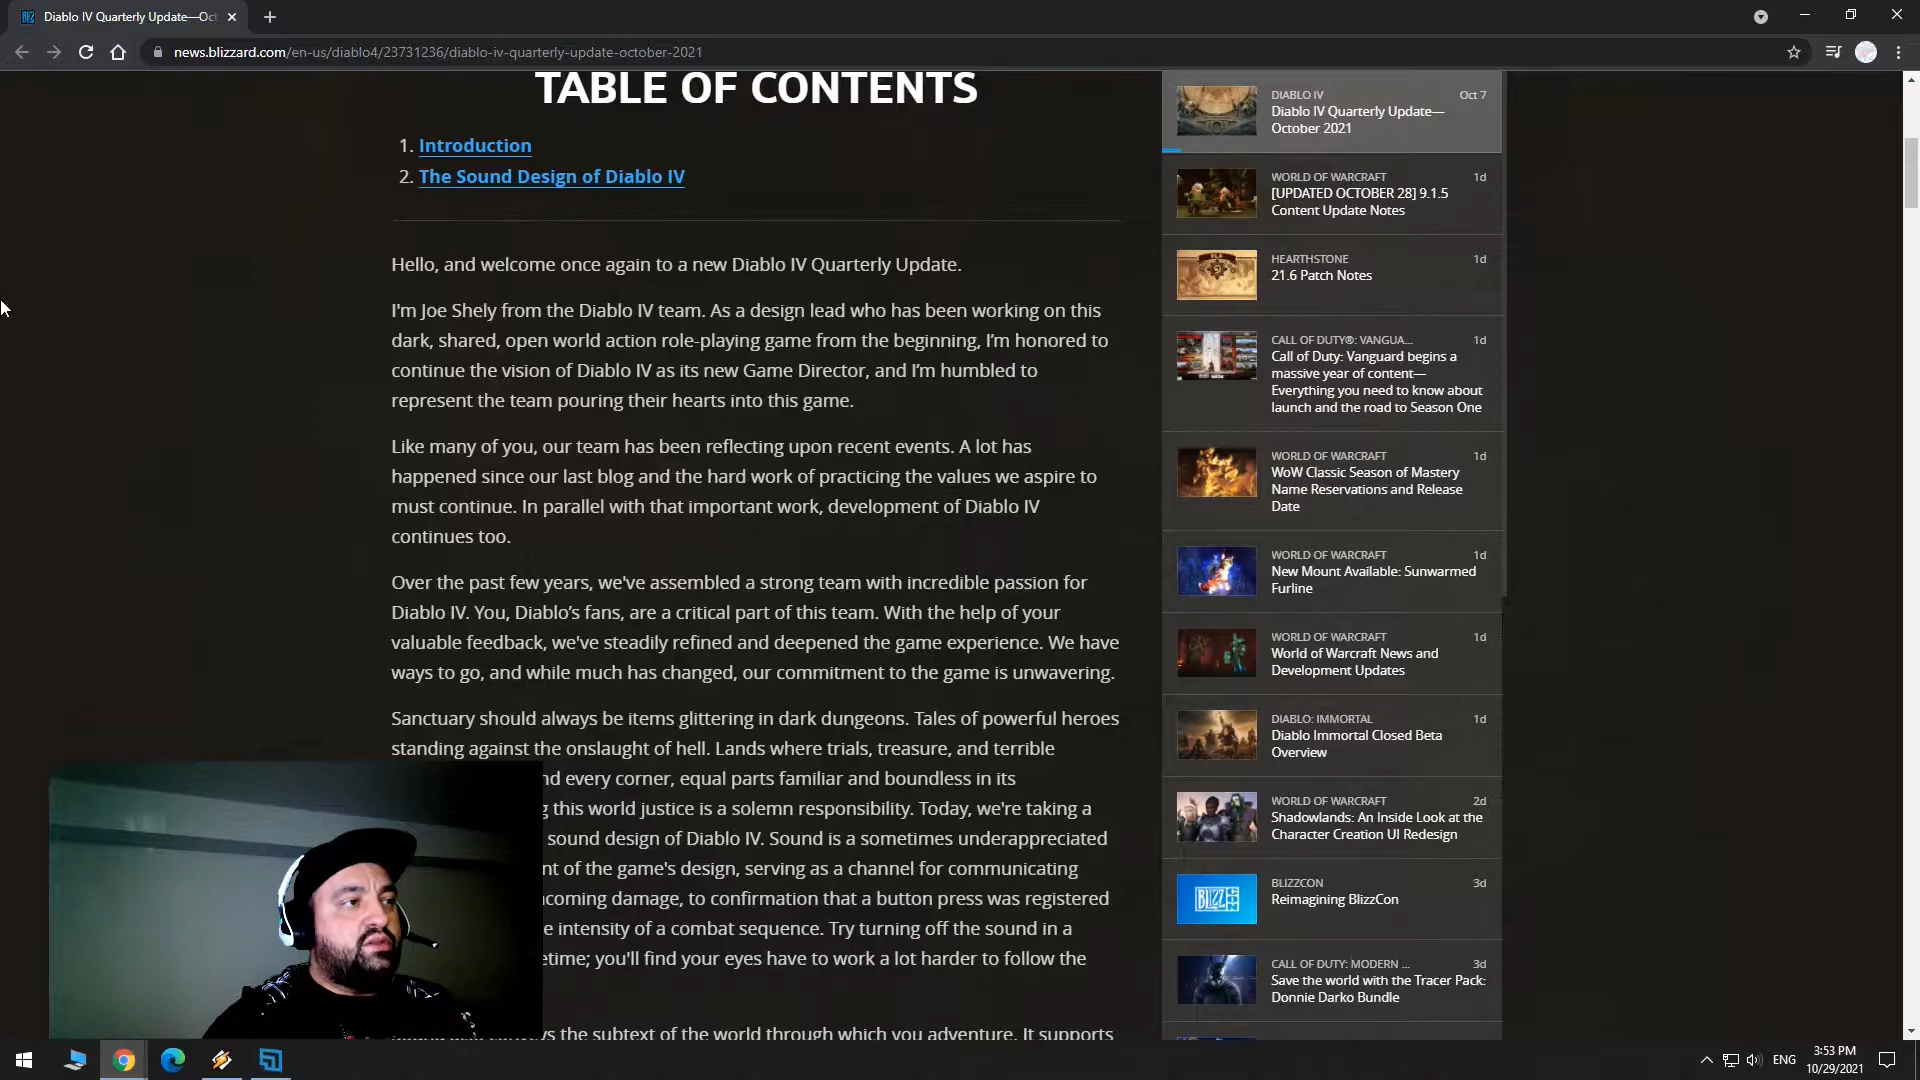 Diablo IV Quarterly Update—Oct
news.blizzard.com/en-us/diablo4/23731236/diablo-iv-quarterly-update-october-2021
TABLE OF CONTENTS
1. Introduction
2. The Sound Design of Diablo IV
Hello, and welcome once again to a new Diablo IV Quarterly Update.
I'm Joe Shely from the Diablo IV team. As a design lead who has been working on this
dark, shared, open world action role-playing game from the beginning, I’m honored to
continue the vision of Diablo IV as its new Game Director, and I’m humbled to
represent the team pouring their hearts into this game.
Like many of you, our team has been reflecting upon recent events. A lot has
happened since our last blog and the hard work of practicing the values we aspire to
must continue. In parallel with that important work, development of Diablo IV
continues too.
Over the past few years, we've assembled a strong team with incredible passion for
Diablo IV. You, Diablo’s fans, are a critical part of this team. With the help of your
valuable feedback, we've steadily refined and deepened the game experience. We have
ways to go, and while much has changed, our commitment to the game is unwavering.
Sanctuary should always be items glittering in dark dungeons. Tales of powerful heroes
standing against the onslaught of hell. Lands where trials, treasure, and terrible
every corner, equal parts familiar and boundless in its
this world justice is a solemn responsibility. Today, we're taking a
sound design of Diablo IV. Sound is a sometimes underappreciated
of the game's design, serving as a channel for communicating
damage, to confirmation that a button press was registered
intensity of a combat sequence. Try turning off the sound in a
you'll find your eyes have to work a lot harder to follow the
the subtext of the world through which you adventure. It supports
DIABLO IV
Oct 7
Diablo IV Quarterly Update—
October 2021
WORLD OF WARCRAFT
1d
[UPDATED OCTOBER 28] 9.1.5
Content Update Notes
HEARTHSTONE
1d
21.6 Patch Notes
CALL OF DUTY®: VANGUA...
1d
Call of Duty: Vanguard begins a
massive year of content—
Everything you need to know about
launch and the road to Season One
WORLD OF WARCRAFT
1d
WoW Classic Season of Mastery
Name Reservations and Release
Date
WORLD OF WARCRAFT
1d
New Mount Available: Sunwarmed
Furline
WORLD OF WARCRAFT
1d
World of Warcraft News and
Development Updates
DIABLO: IMMORTAL
1d
Diablo Immortal Closed Beta
Overview
WORLD OF WARCRAFT
2d
Shadowlands: An Inside Look at the
Character Creation UI Redesign
BLIZZCON
3d
Reimagining BlizzCon
CALL OF DUTY: MODERN ...
3d
Save the world with the Tracer Pack:
Donnie Darko Bundle
ENG
3:53 PM
10/29/2021